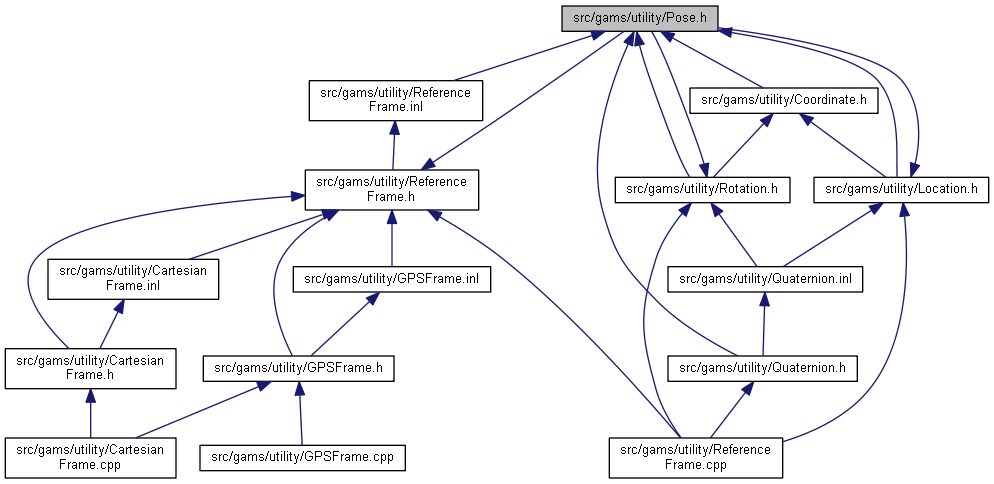 src/gams/utility/Pose.h
src/gams/utility/Reference
Frame.inl
src/gams/utility/Coordinate.h
src/gams/utility/Reference
Frame.h
src/gams/utility/Rotation.h
src/gams/utility/Location.h
src/gams/utility/Cartesian
Frame.inl
src/gams/utility/GPSFrame.inl
src/gams/utility/Quaternion.inl
src/gams/utility/Cartesian
Frame.h
src/gams/utility/GPSFrame.h
src/gams/utility/Quaternion.h
src/gams/utility/Cartesian
Frame.cpp
src/gams/utility/GPSFrame.cpp
src/gams/utility/Reference
Frame.cpp